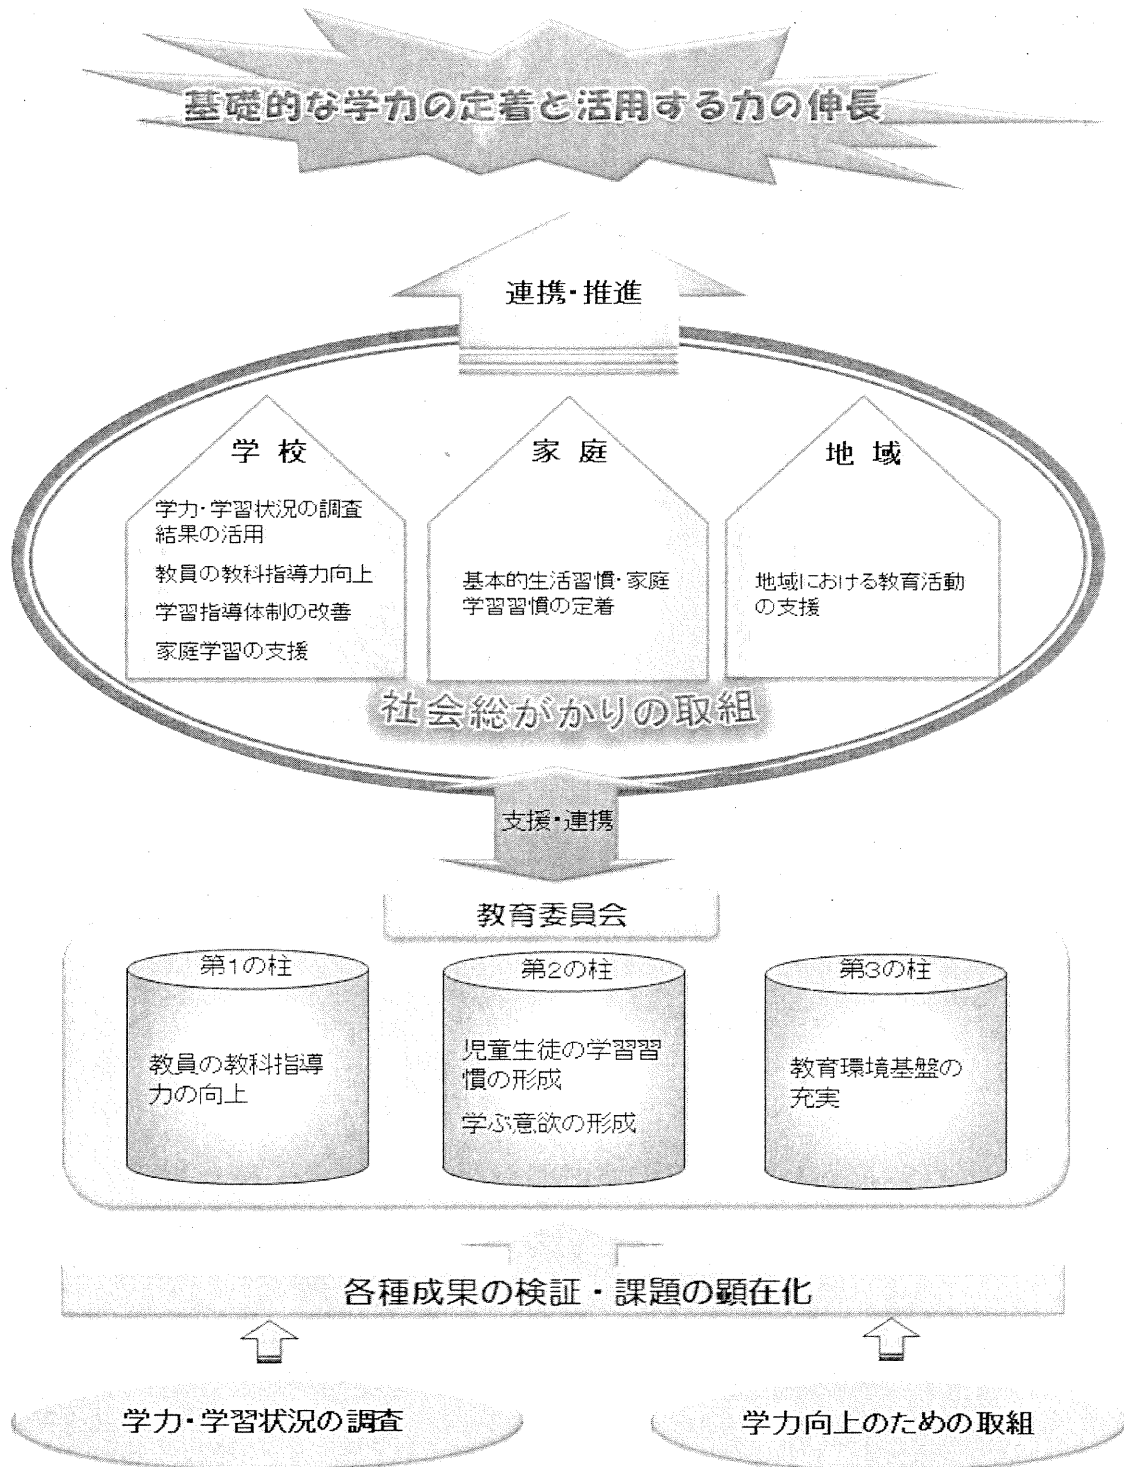 基礎的な学力の定着と活用する力の伸長
連携・推進
学校
学力・学習状況の調査
結果の活用
教員の教科指導力向上
学習指導体制の改善
家庭学習の支援
家庭
基本的生活習慣・家庭
学習習慣の定着
地域
地域における教育活動
の支援
社会総がかりの取組
支援・連携
教育委員会
第1の柱
教員の教科指導
力の向上
第2の柱
児童生徒の学習習
慣の形成
学ぶ意欲の形成
第3の柱
教育環境基盤の
充実
各種成果の検証・課題の顕在化
学力・学習状況の調査
学力向上のための取組